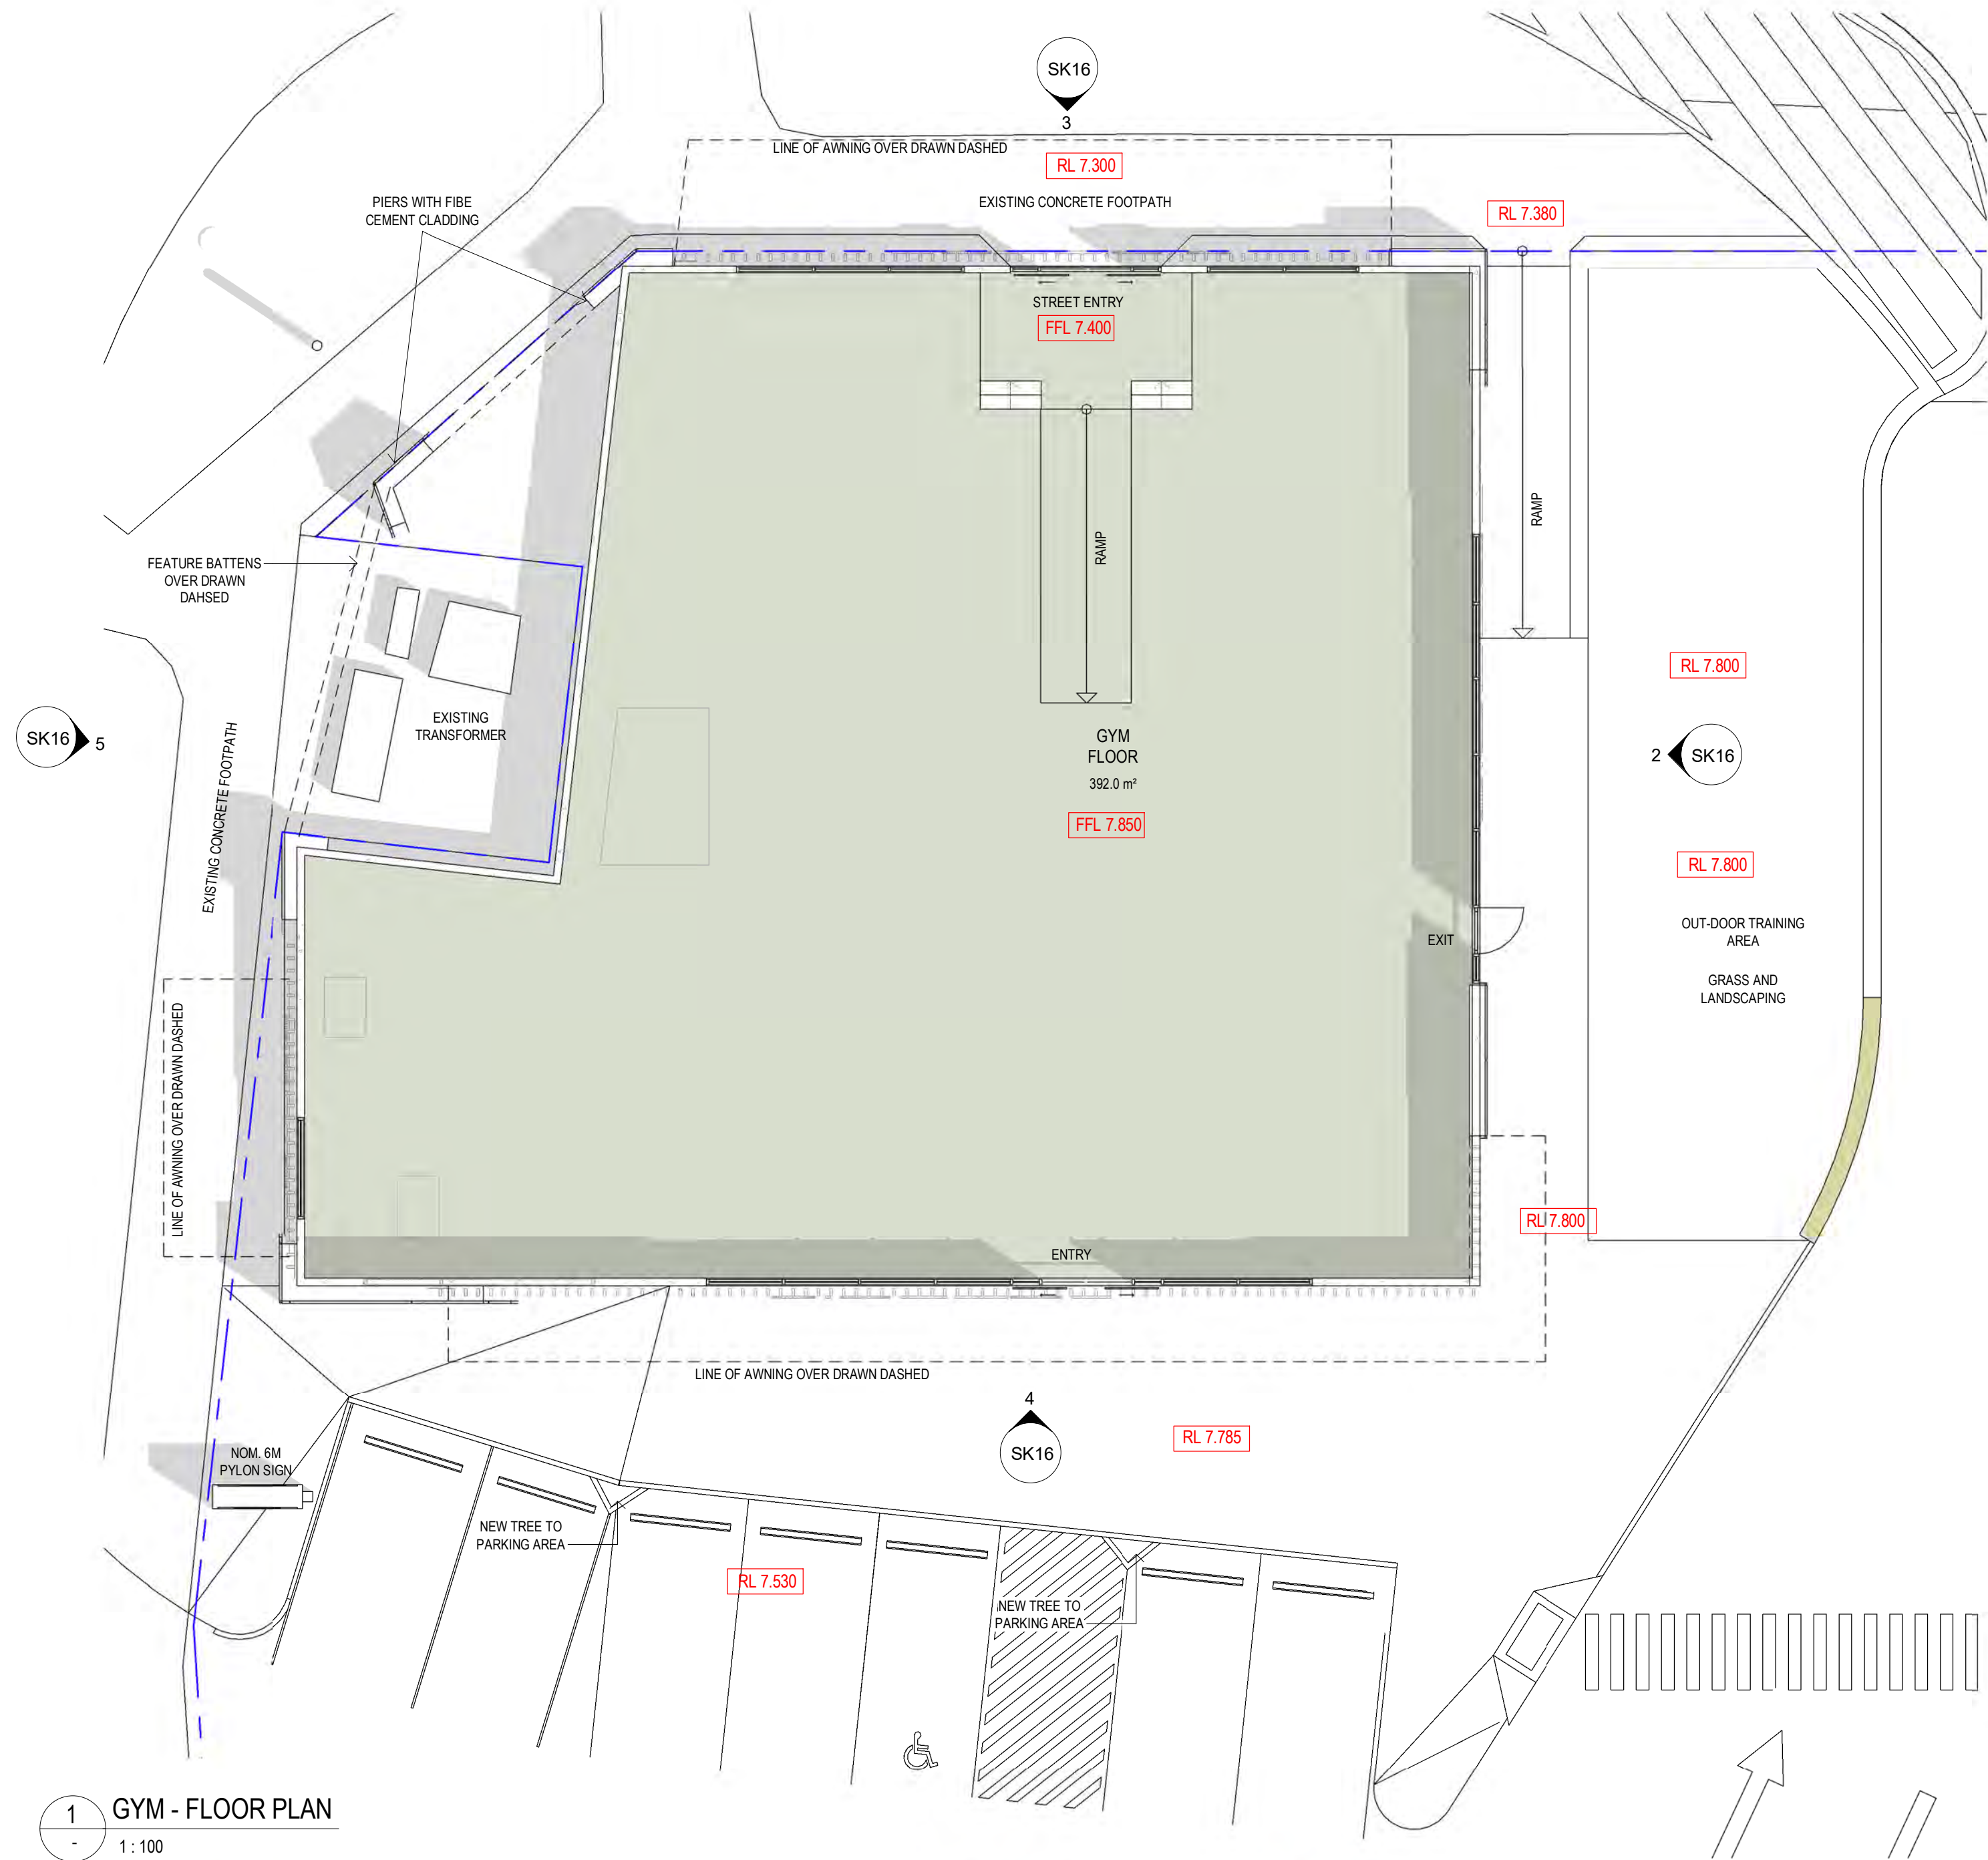 SK16
3
LINE OF AWNING OVER DRAWN DASHED
RL 7.300
PIERS WITH FIBE
CEMENT CLADDING
EXISTING CONCRETE FOOTPATH
RL 7.380
STREET ENTRY
FFL 7.400
RAMP
RAMP
FEATURE BATTENS
OVER DRAWN
DAHSED
RL 7.800
EXISTING
TRANSFORMER
SK16
5
EXISTING CONCRETE FOOTPATH
GYM
FLOOR
392.0 m²
FFL 7.850
2
SK16
RL 7.800
OUT-DOOR TRAINING
AREA
GRASS AND
LANDSCAPING
EXIT
LINE OF AWNING OVER DRAWN DASHED
RL 7.800
ENTRY
LINE OF AWNING OVER DRAWN DASHED
4
SK16
RL 7.785
NOM. 6M
PYLON SIGN
NEW TREE TO
PARKING AREA
RL 7.530
NEW TREE TO
PARKING AREA
1
-
GYM - FLOOR PLAN
1 : 100